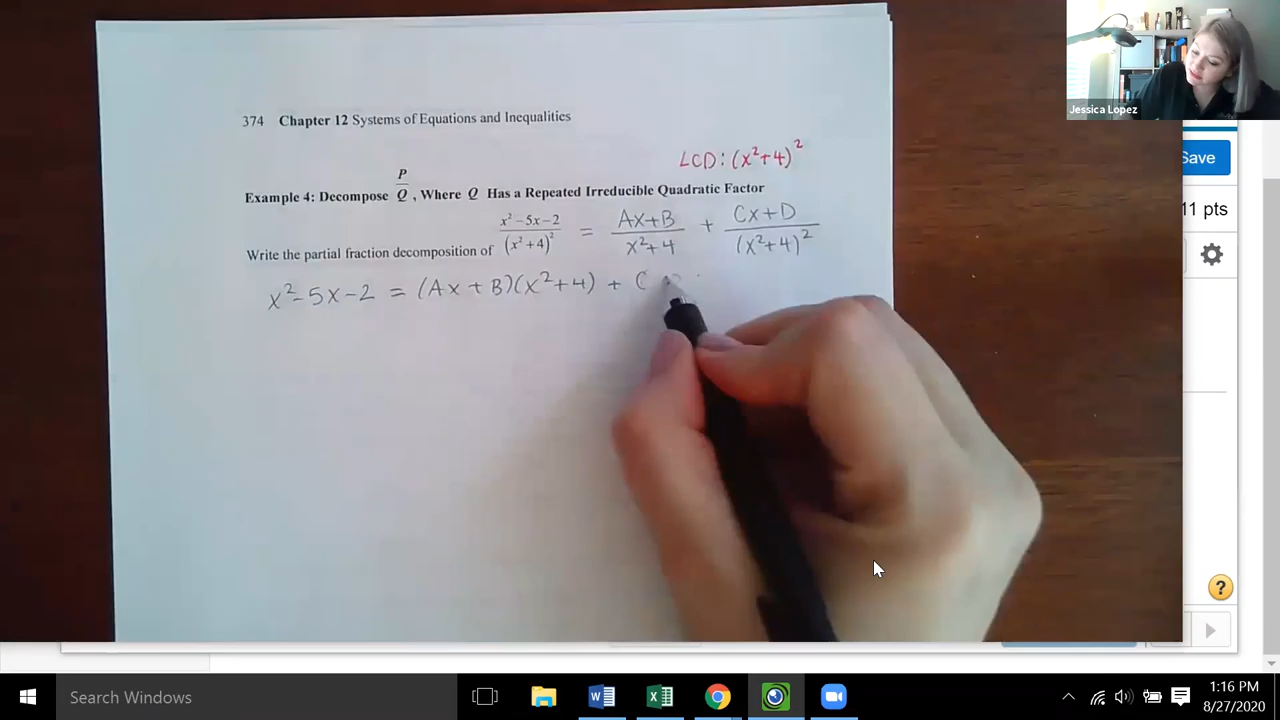 Jessica Lopez
374 Chapter 12 Systems of Equations and Inequalities
LCD: (x²+4)²
Example 4: Decompose P/Q, Where Q Has a Repeated Irreducible Quadratic Factor
Write the partial fraction decomposition of (x²−5x−2)/(x²+4)² = (Ax+B)/(x²+4) + (Cx+D)/(x²+4)²
x²−5x−2 = (Ax+B)(x²+4) + (
Save
11 pts
?
Search Windows
1:16 PM
8/27/2020